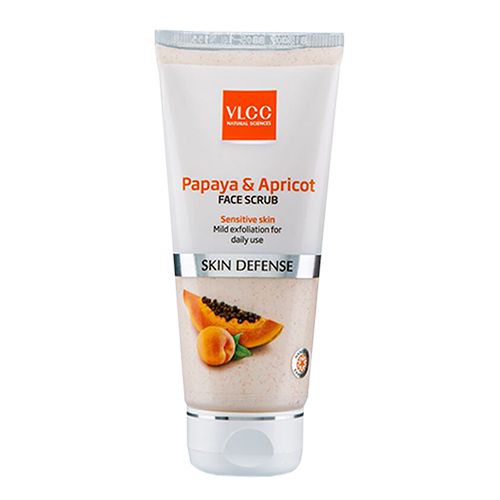 VLCC
NATURAL SCIENCES
Papaya & Apricot
FACE SCRUB
Sensitive skin
Mild exfoliation for
daily use
SKIN DEFENSE